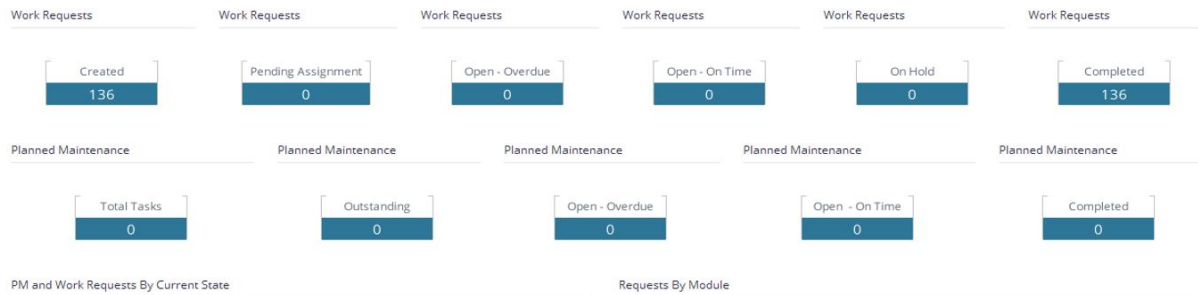 Work Requests Work Requests Work Requests Work Requests Work Requests Work Requests
Created Pending Assignment Open - Overdue Open - On Time On Hold Completed
136 0 0 0 0 136
Planned Maintenance Planned Maintenance Planned Maintenance Planned Maintenance Planned Maintenance
Total Tasks Outstanding Open - Overdue Open - On Time Completed
0 0 0 0 0
PM and Work Requests By Current State Requests By Module